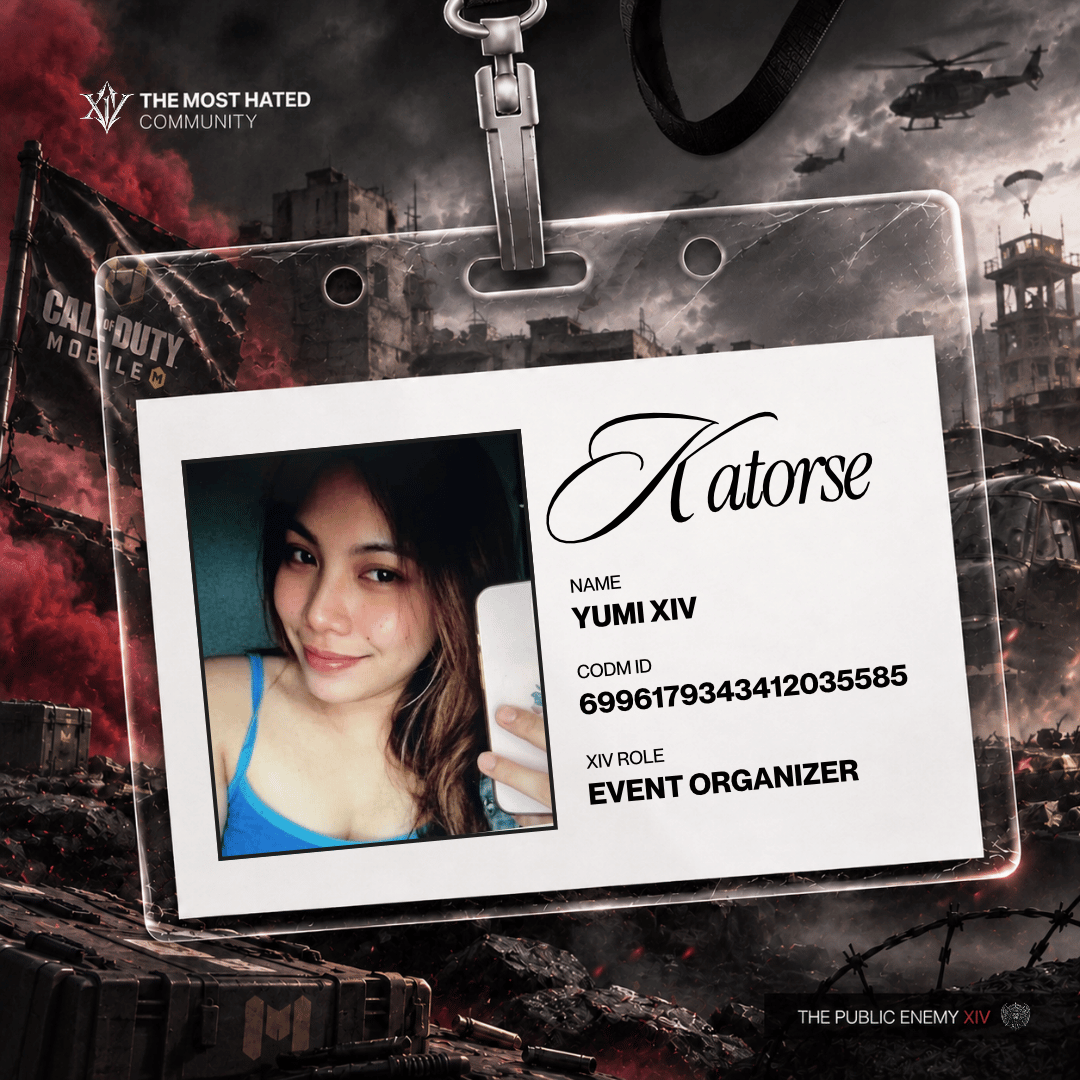 XIV
THE MOST HATED
COMMUNITY
CALL OF DUTY
MOBILE
Katorse
NAME
YUMI XIV
CODM ID
6996179343412035585
XIV ROLE
EVENT ORGANIZER
THE PUBLIC ENEMY XIV